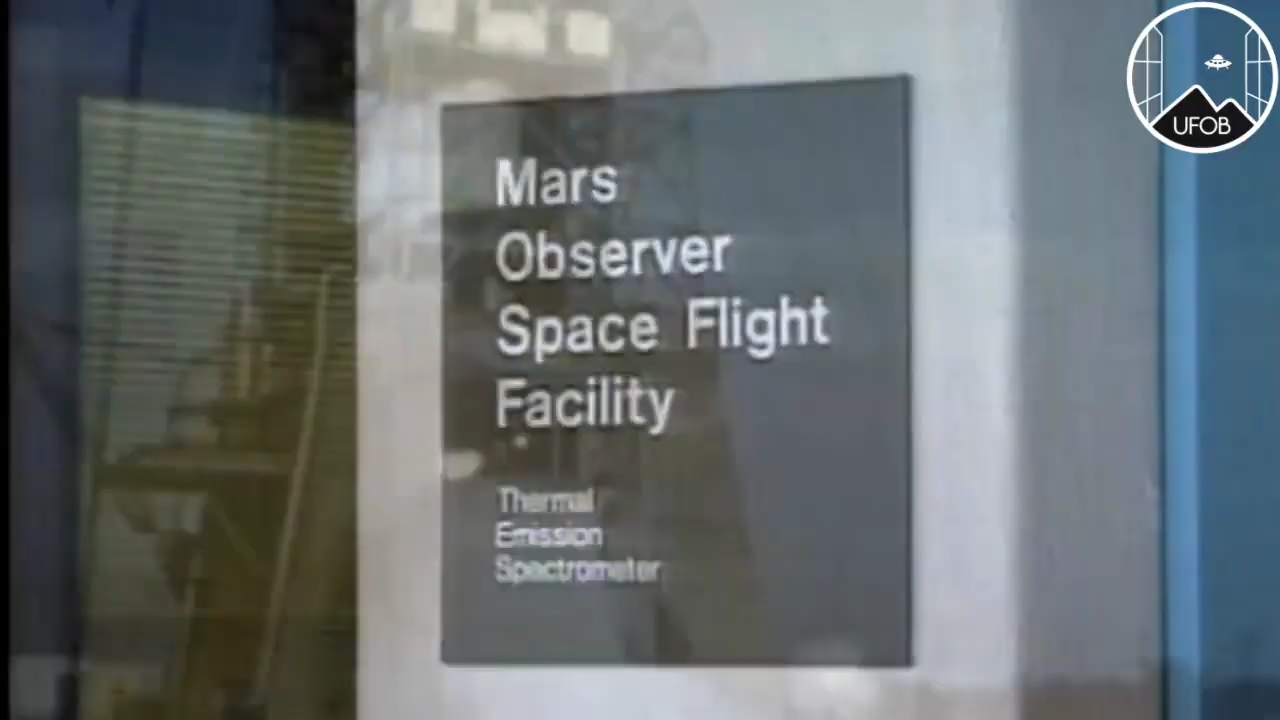 UFOB
Mars
Observer
Space Flight
Facility
Thermal
Emission
Spectrometer